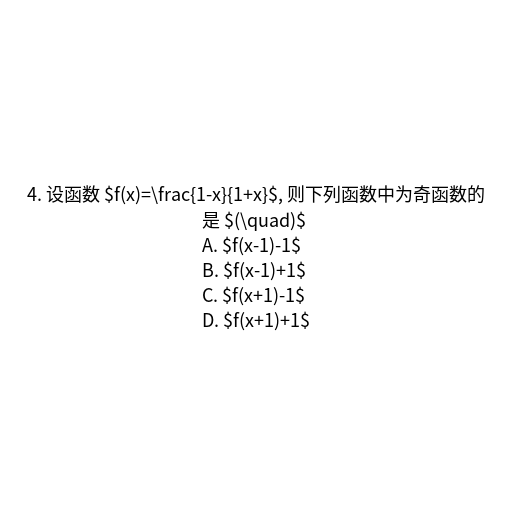 4. 设函数 $f(x)=\frac{1-x}{1+x}$, 则下列函数中为奇函数的
是 $(\quad)$
A. $f(x-1)-1$
B. $f(x-1)+1$
C. $f(x+1)-1$
D. $f(x+1)+1$